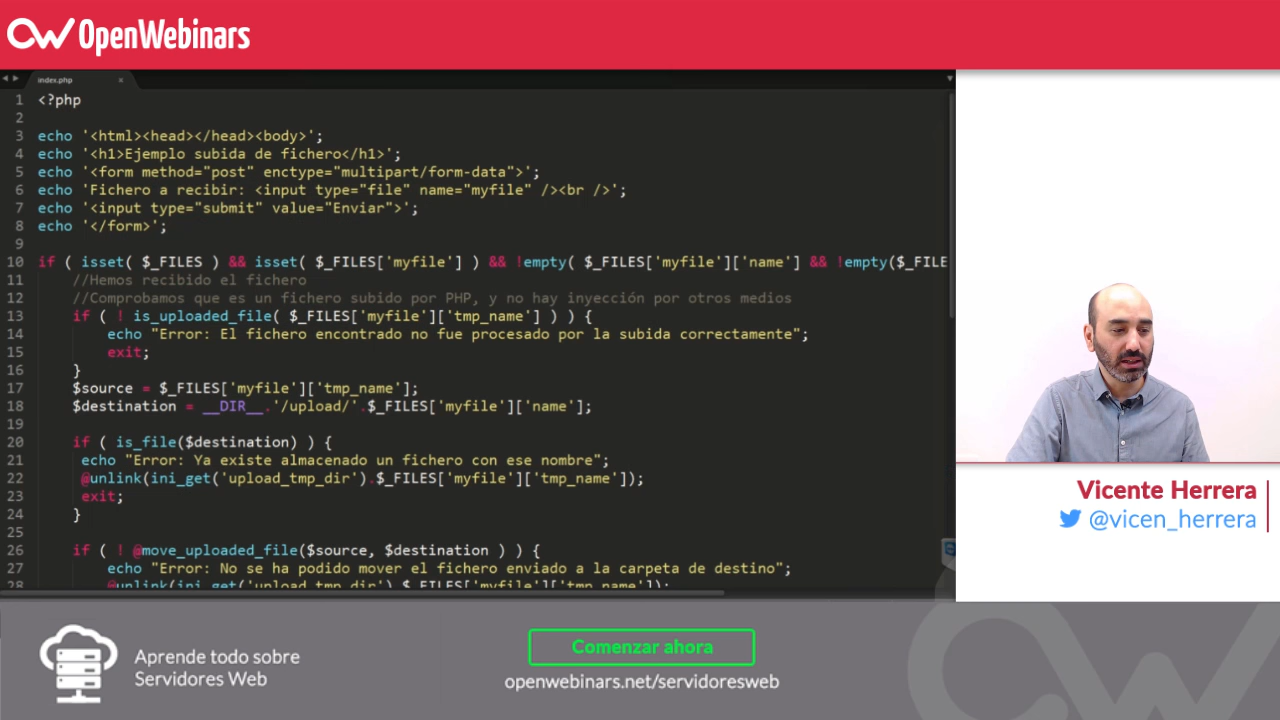 OpenWebinars
index.php ×
1 <?php
2
3 echo '<html><head></head><body>';
4 echo '<h1>Ejemplo subida de fichero</h1>';
5 echo '<form method="post" enctype="multipart/form-data">';
6 echo 'Fichero a recibir: <input type="file" name="myfile" /><br />';
7 echo '<input type="submit" value="Enviar">';
8 echo '</form>';
9
10 if ( isset( $_FILES ) && isset( $_FILES['myfile'] ) && !empty( $_FILES['myfile']['name'] && !empty($_FILE
11 //Hemos recibido el fichero
12 //Comprobamos que es un fichero subido por PHP, y no hay inyección por otros medios
13 if ( ! is_uploaded_file( $_FILES['myfile']['tmp_name'] ) ) {
14 echo "Error: El fichero encontrado no fue procesado por la subida correctamente";
15 exit;
16 }
17 $source = $_FILES['myfile']['tmp_name'];
18 $destination = __DIR__.'/upload/'.$_FILES['myfile']['name'];
19
20 if ( is_file($destination) ) {
21 echo "Error: Ya existe almacenado un fichero con ese nombre";
22 @unlink(ini_get('upload_tmp_dir').$_FILES['myfile']['tmp_name']);
23 exit;
24 }
25
26 if ( ! @move_uploaded_file($source, $destination ) ) {
27 echo "Error: No se ha podido mover el fichero enviado a la carpeta de destino";
28 @unlink(ini_get('upload_tmp_dir').$_FILES['myfile']['tmp_name']);
Vicente Herrera
@vicen_herrera
Aprende todo sobre
Servidores Web
Comenzar ahora
openwebinars.net/servidoresweb